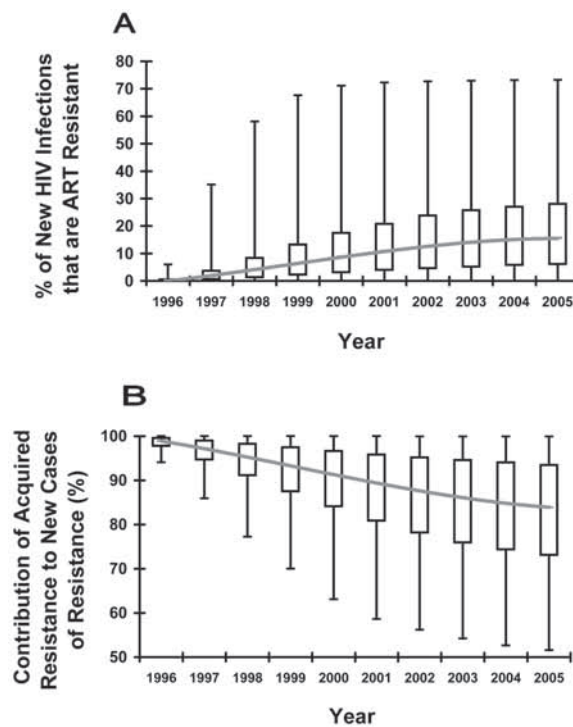 A
% of New HIV Infections
that are ART Resistant
80
70
60
50
40
30
20
10
0
1996 1997 1998 1999 2000 2001 2002 2003 2004 2005
Year
B
Contribution of Acquired
Resistance to New Cases
of Resistance (%)
100
90
80
70
60
50
1996 1997 1998 1999 2000 2001 2002 2003 2004 2005
Year